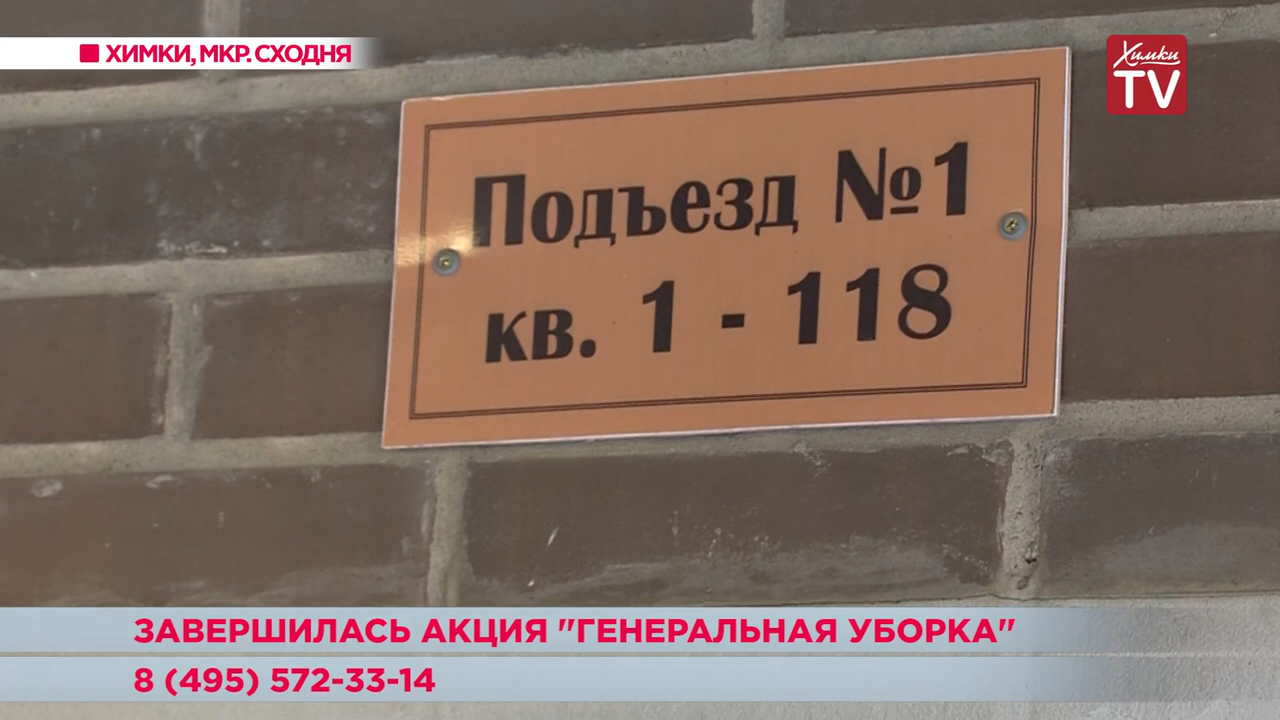 ХИМКИ, МКР. СХОДНЯ
Химки
TV
Подъезд №1
кв. 1 - 118
ЗАВЕРШИЛАСЬ АКЦИЯ "ГЕНЕРАЛЬНАЯ УБОРКА"
8 (495) 572-33-14